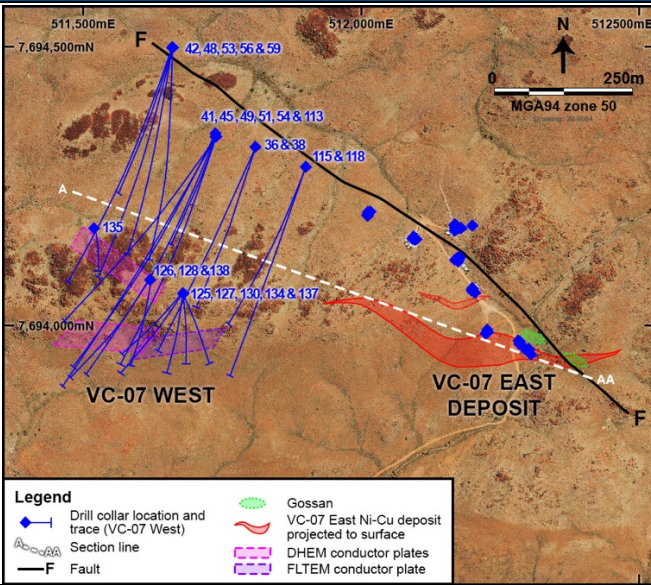 511,500mE
512,000mE
512500mE
7,694,500mN
F
42, 48, 53, 56 & 59
N
0
250m
MGA94 zone 50
41, 45, 49, 51, 54 & 113
36 & 38
115 & 118
A
135
126, 128 & 138
125, 127, 130, 134 & 137
7,694,000mN
VC-07 WEST
VC-07 EAST
DEPOSIT
AA
F
Legend
Drill collar location and
trace (VC-07 West)
A AA Section line
F Fault
Gossan
VC-07 East Ni-Cu deposit
projected to surface
DHEM conductor plates
FLTEM conductor plate